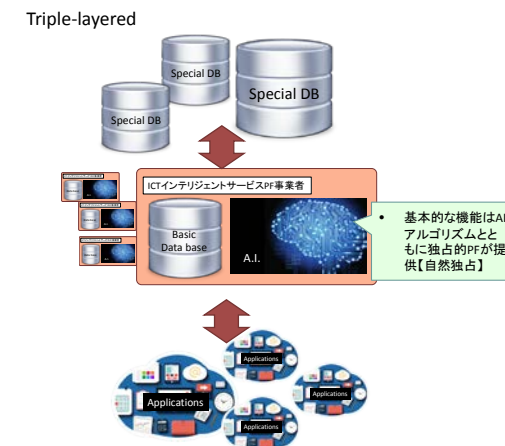 Triple-layered
Special DB
Special DB
Special DB
ICTインテリジェントサービスPF事業者
Basic
Data base
A.I.
• 基本的な機能はAI
アルゴリズムとと
もに独占的PFが提
供【自然独占】
Applications
Applications
Applications
Applications